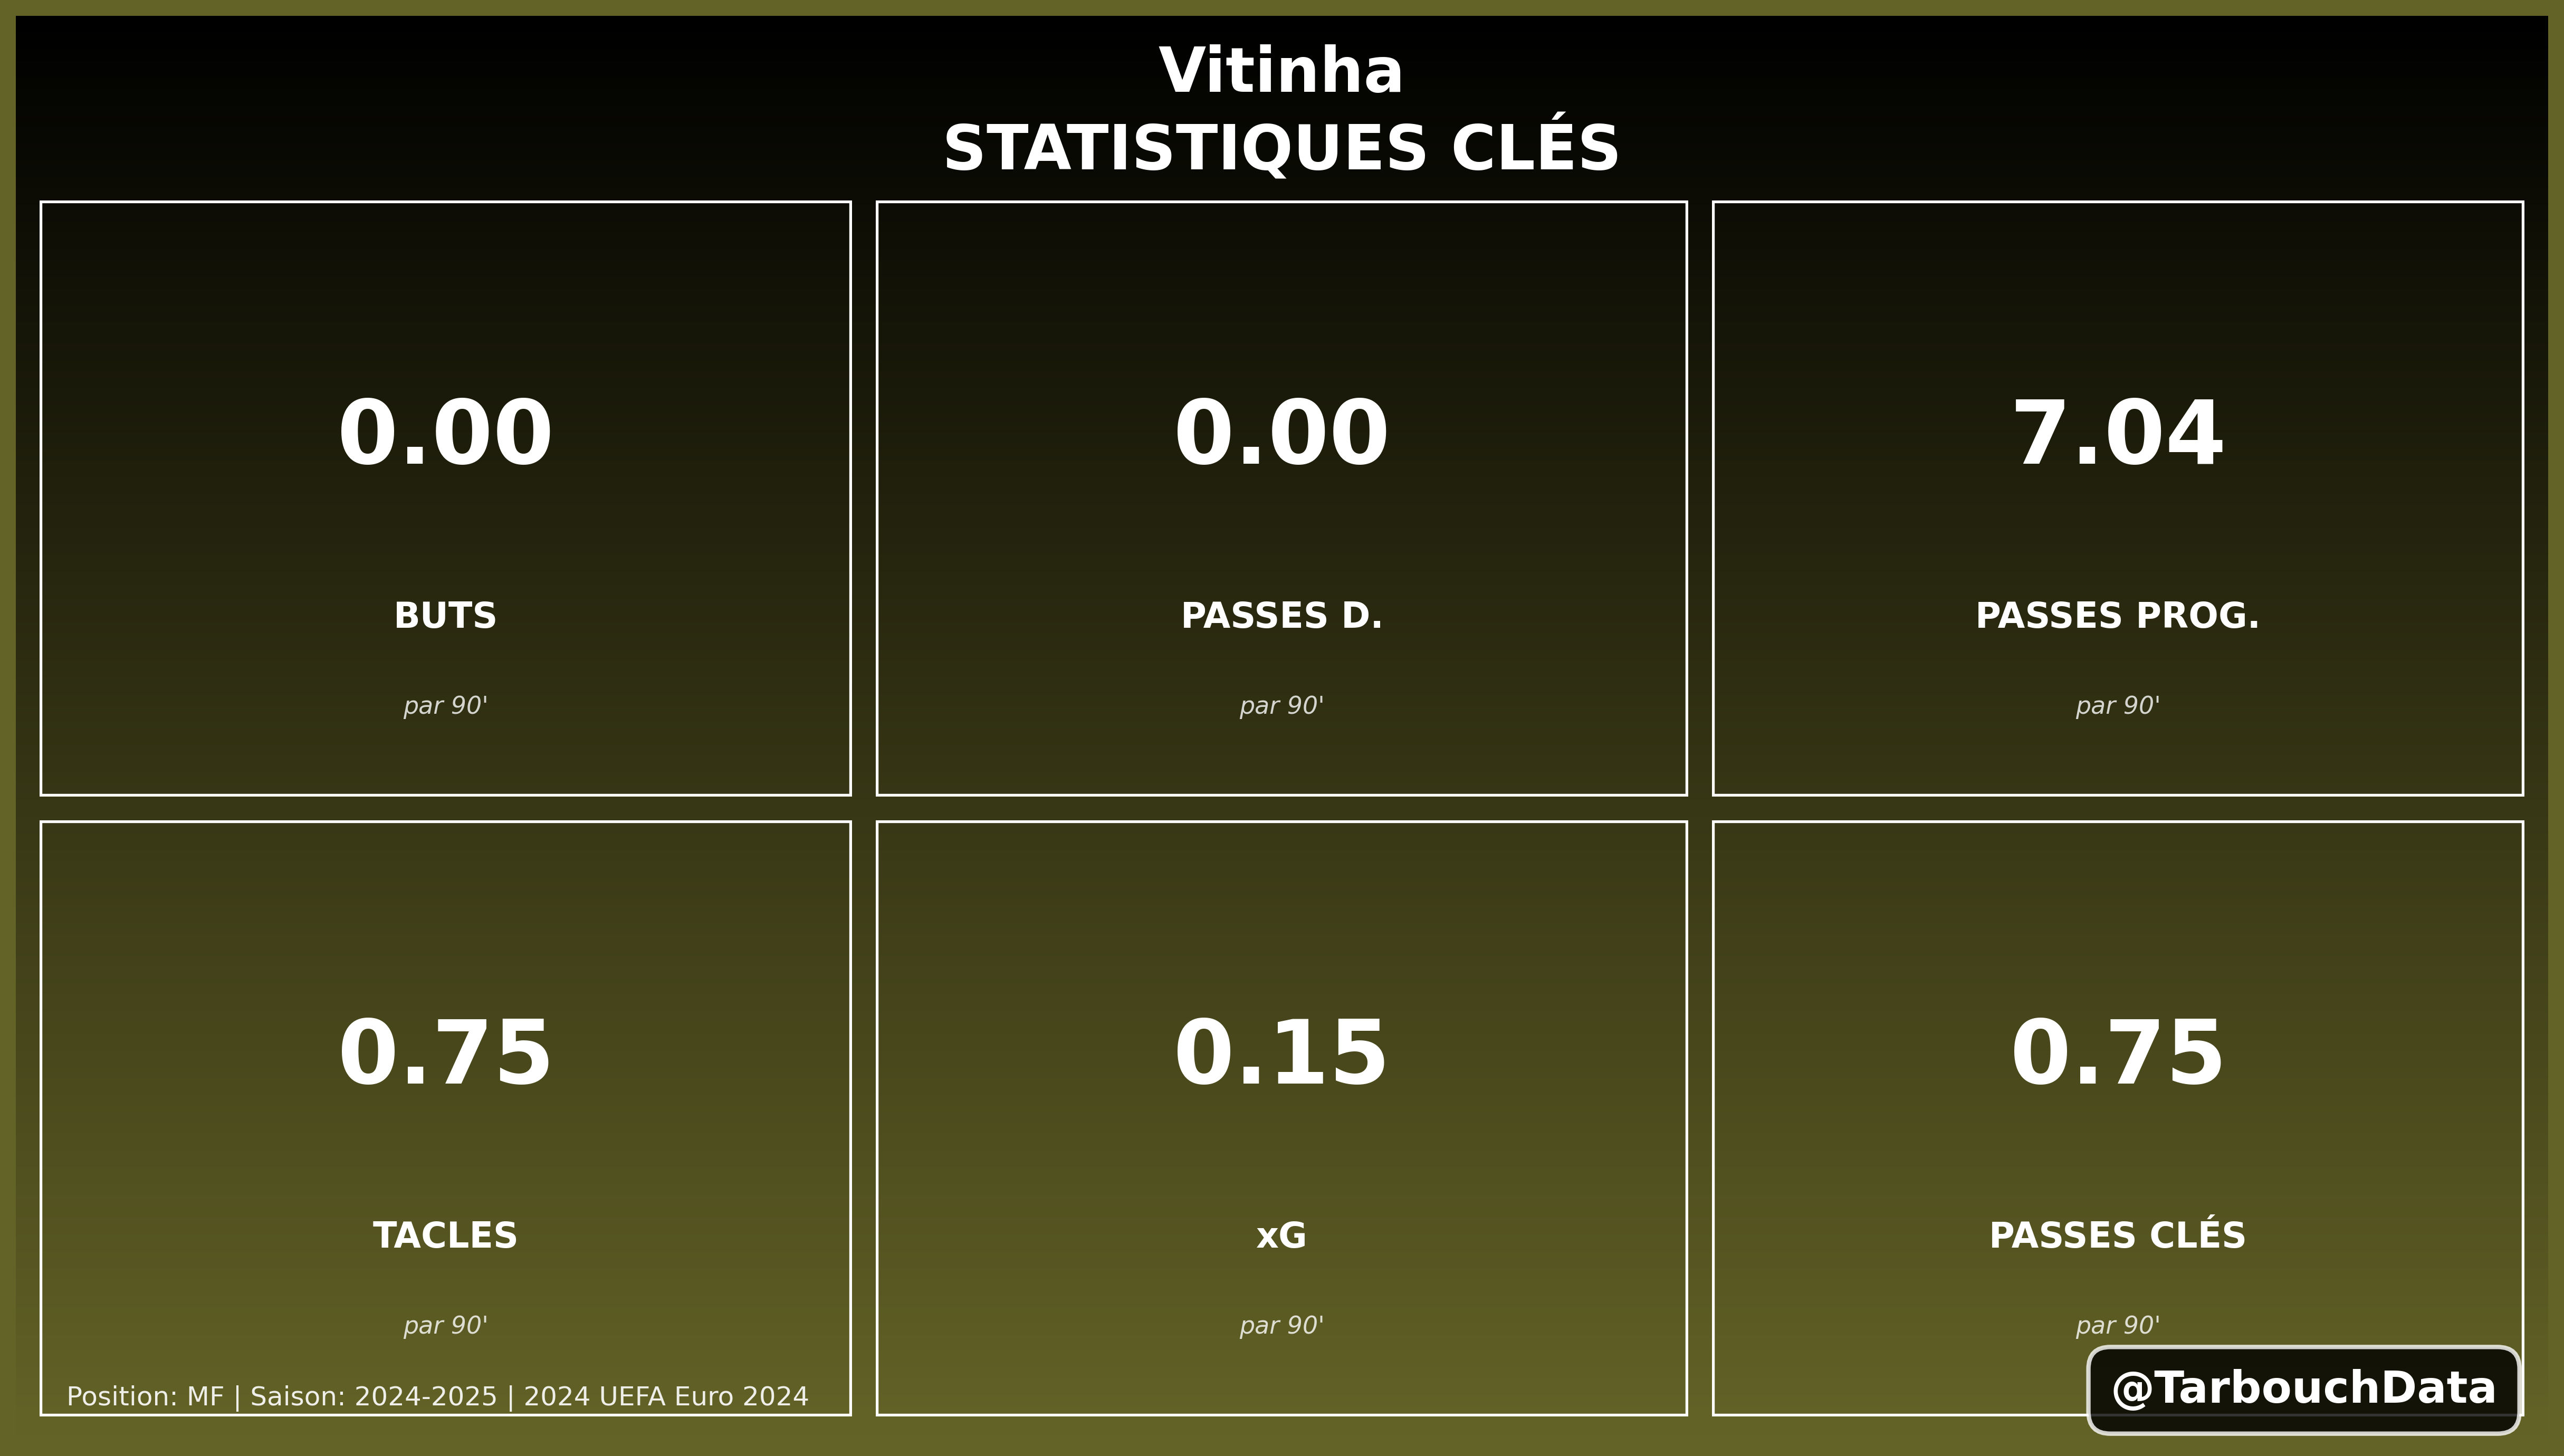 Vitinha
STATISTIQUES CLÉS
0.00
BUTS
par 90'
0.00
PASSES D.
par 90'
7.04
PASSES PROG.
par 90'
0.75
TACLES
par 90'
0.15
xG
par 90'
0.75
PASSES CLÉS
par 90'
Position: MF | Saison: 2024-2025 | 2024 UEFA Euro 2024
@TarbouchData